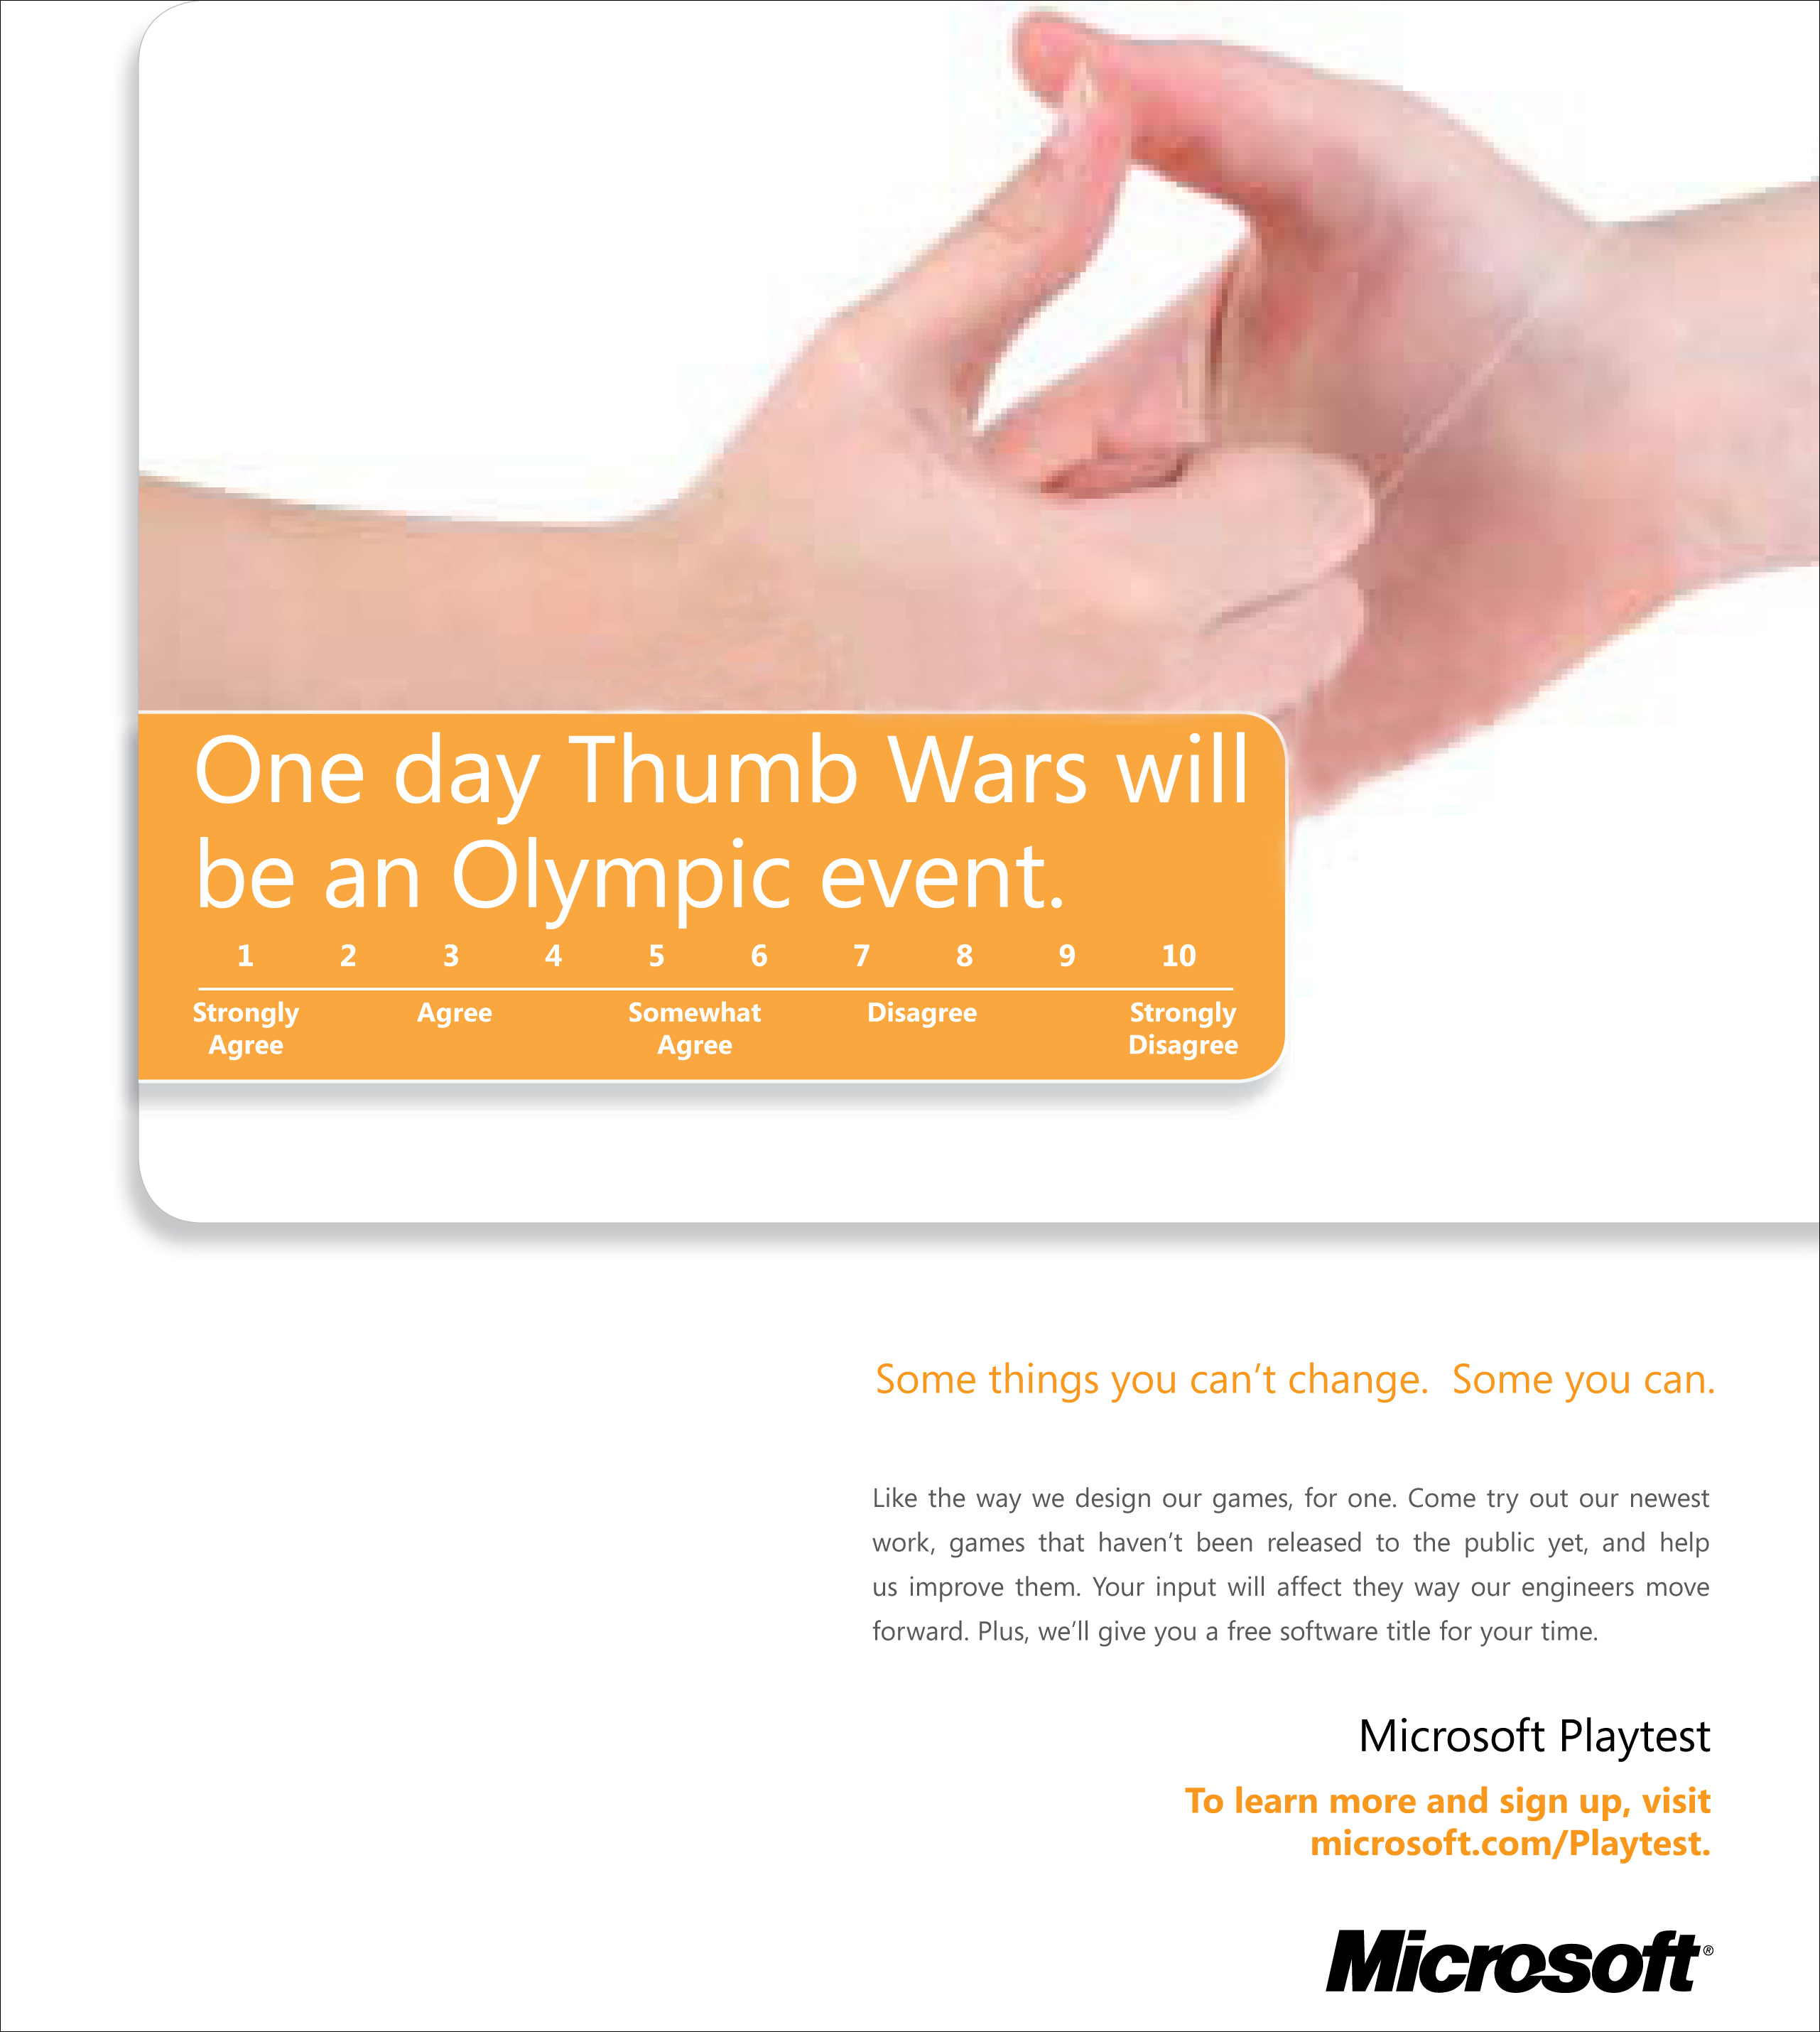 One day Thumb Wars will
be an Olympic event.
1 2 3 4 5 6 7 8 9 10
Strongly Agree Somewhat Disagree Strongly
Agree Agree Disagree
Some things you can’t change.  Some you can.
Like the way we design our games, for one. Come try out our newest
work, games that haven’t been released to the public yet, and help
us improve them. Your input will affect they way our engineers move
forward. Plus, we’ll give you a free software title for your time.
Microsoft Playtest
To learn more and sign up, visit
microsoft.com/Playtest.
Microsoft®